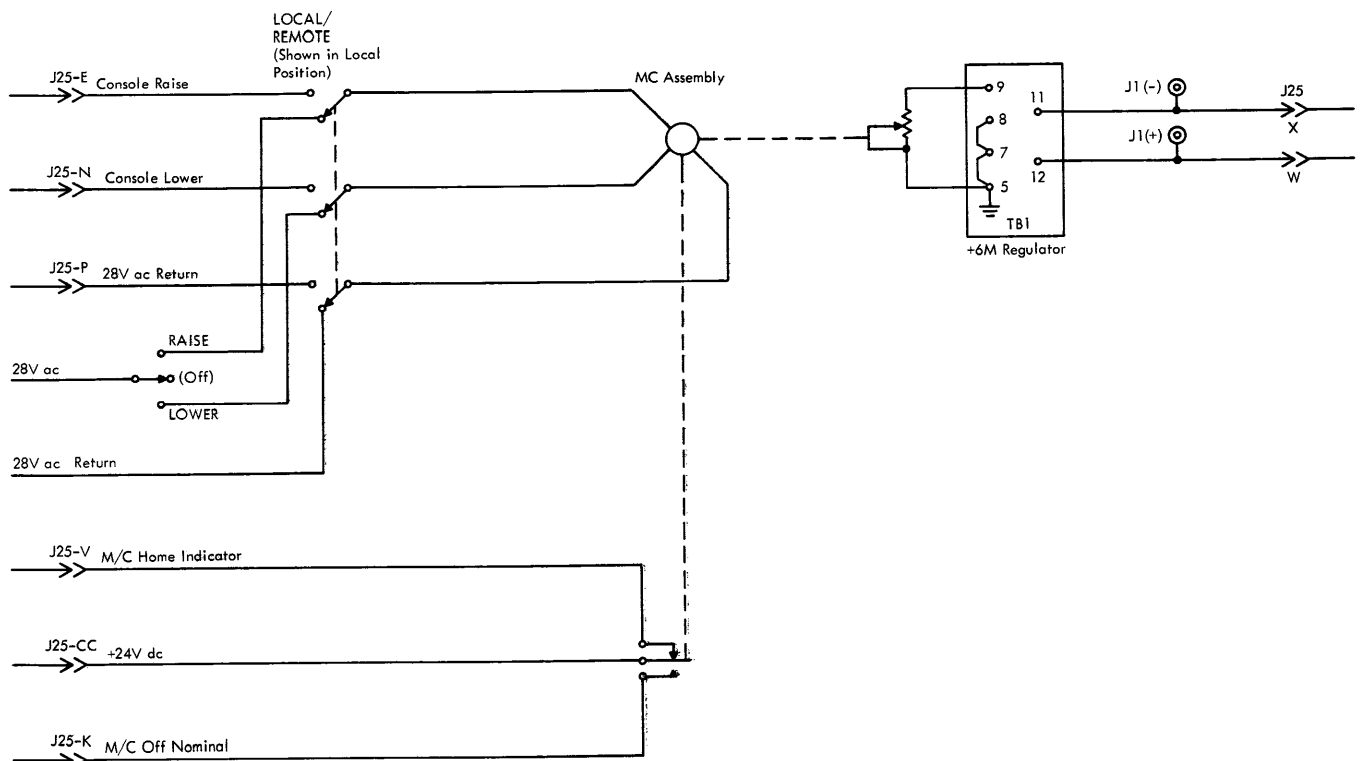 LOCAL/
REMOTE
(Shown in Local
Position)
J25-E
Console Raise
MC Assembly
9
8
7
5
11
12
TB1
+6M Regulator
J1 (-)
J1(+)
J25
X
W
J25-N
Console Lower
J25-P
28V ac Return
RAISE
28V ac
(Off)
LOWER
28V ac Return
J25-V
M/C Home Indicator
J25-CC
+24V dc
J25-K
M/C Off Nominal